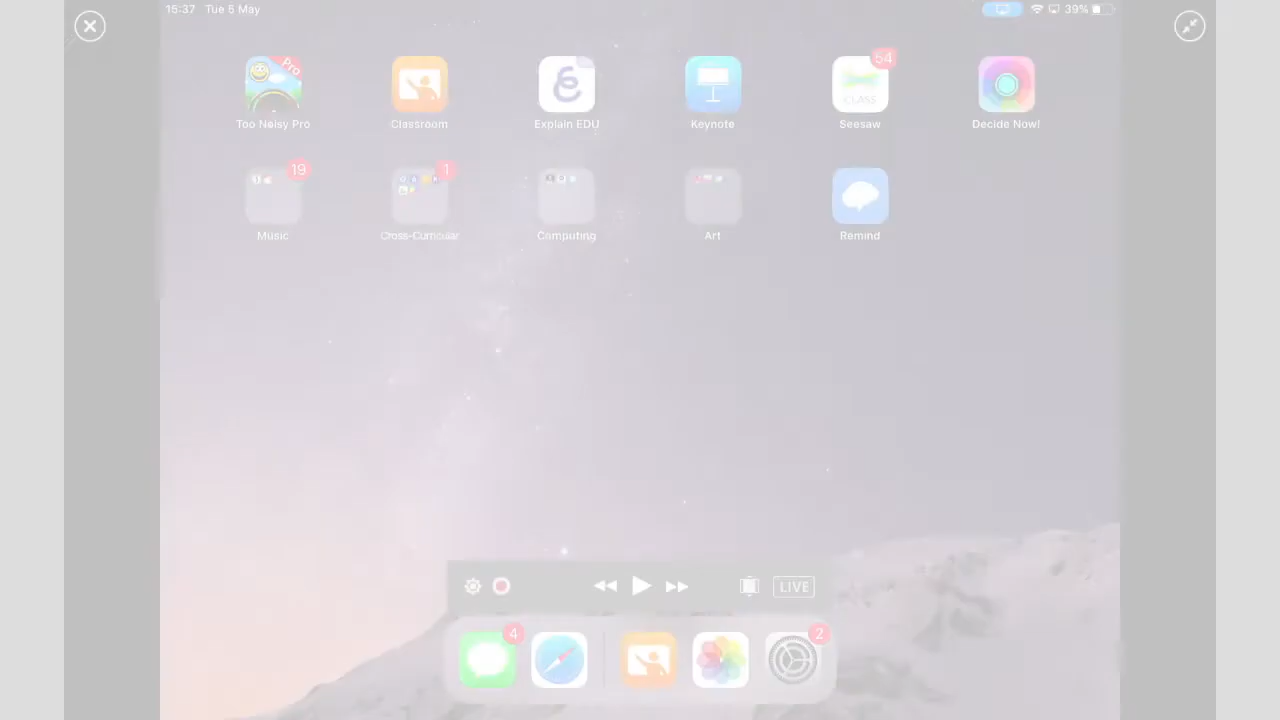 15:37 Tue 5 May 39%
Pro 54
CLASS
Too Noisy Pro Classroom Explain EDU Keynote Seesaw Decide Now!
19 1
Music Cross-Curricular Computing Art Remind
LIVE
4 2